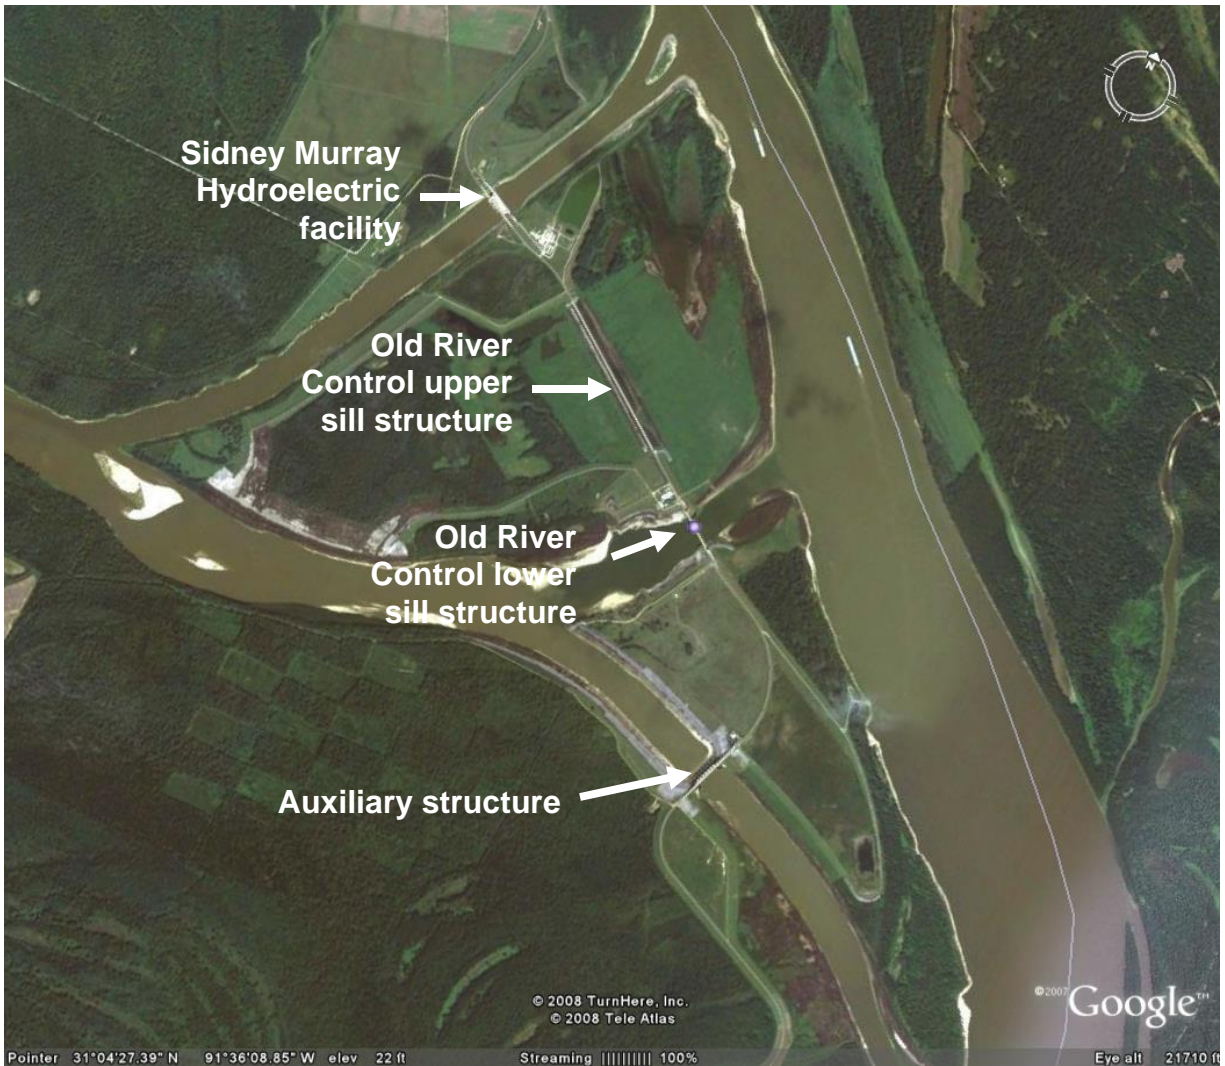 N
Sidney Murray
Hydroelectric
facility
Old River
Control upper
sill structure
Old River
Control lower
sill structure
Auxiliary structure
© 2008 TurnHere, Inc.
© 2008 Tele Atlas
©2007 Google™
Pointer 31°04'27.39" N 91°36'08.85" W elev 22 ft Streaming |||||||||| 100% Eye alt 21710 ft